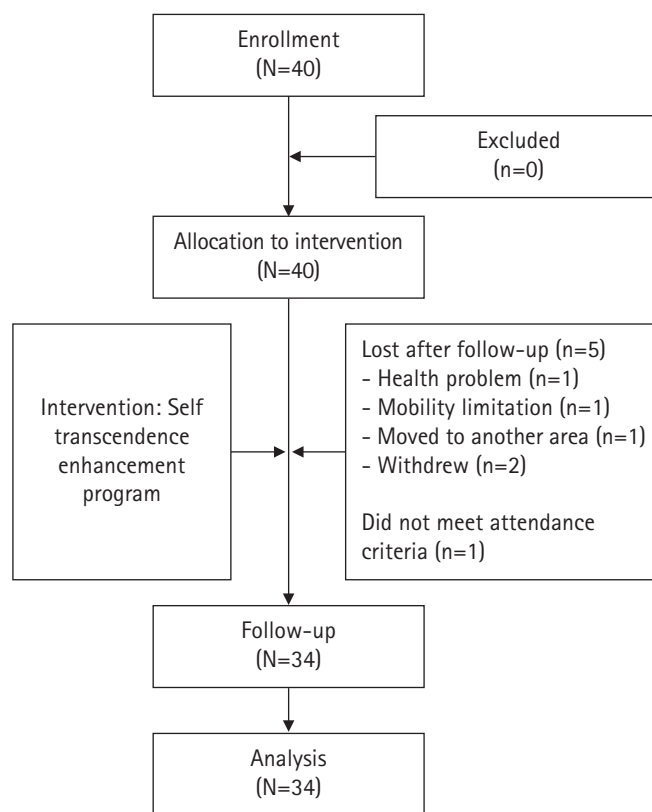 Enrollment
(N=40)
Excluded
(n=0)
Allocation to intervention
(N=40)
Intervention: Self
transcendence
enhancement
program
Lost after follow-up (n=5)
- Health problem (n=1)
- Mobility limitation (n=1)
- Moved to another area (n=1)
- Withdrew (n=2)
Did not meet attendance
criteria (n=1)
Follow-up
(N=34)
Analysis
(N=34)